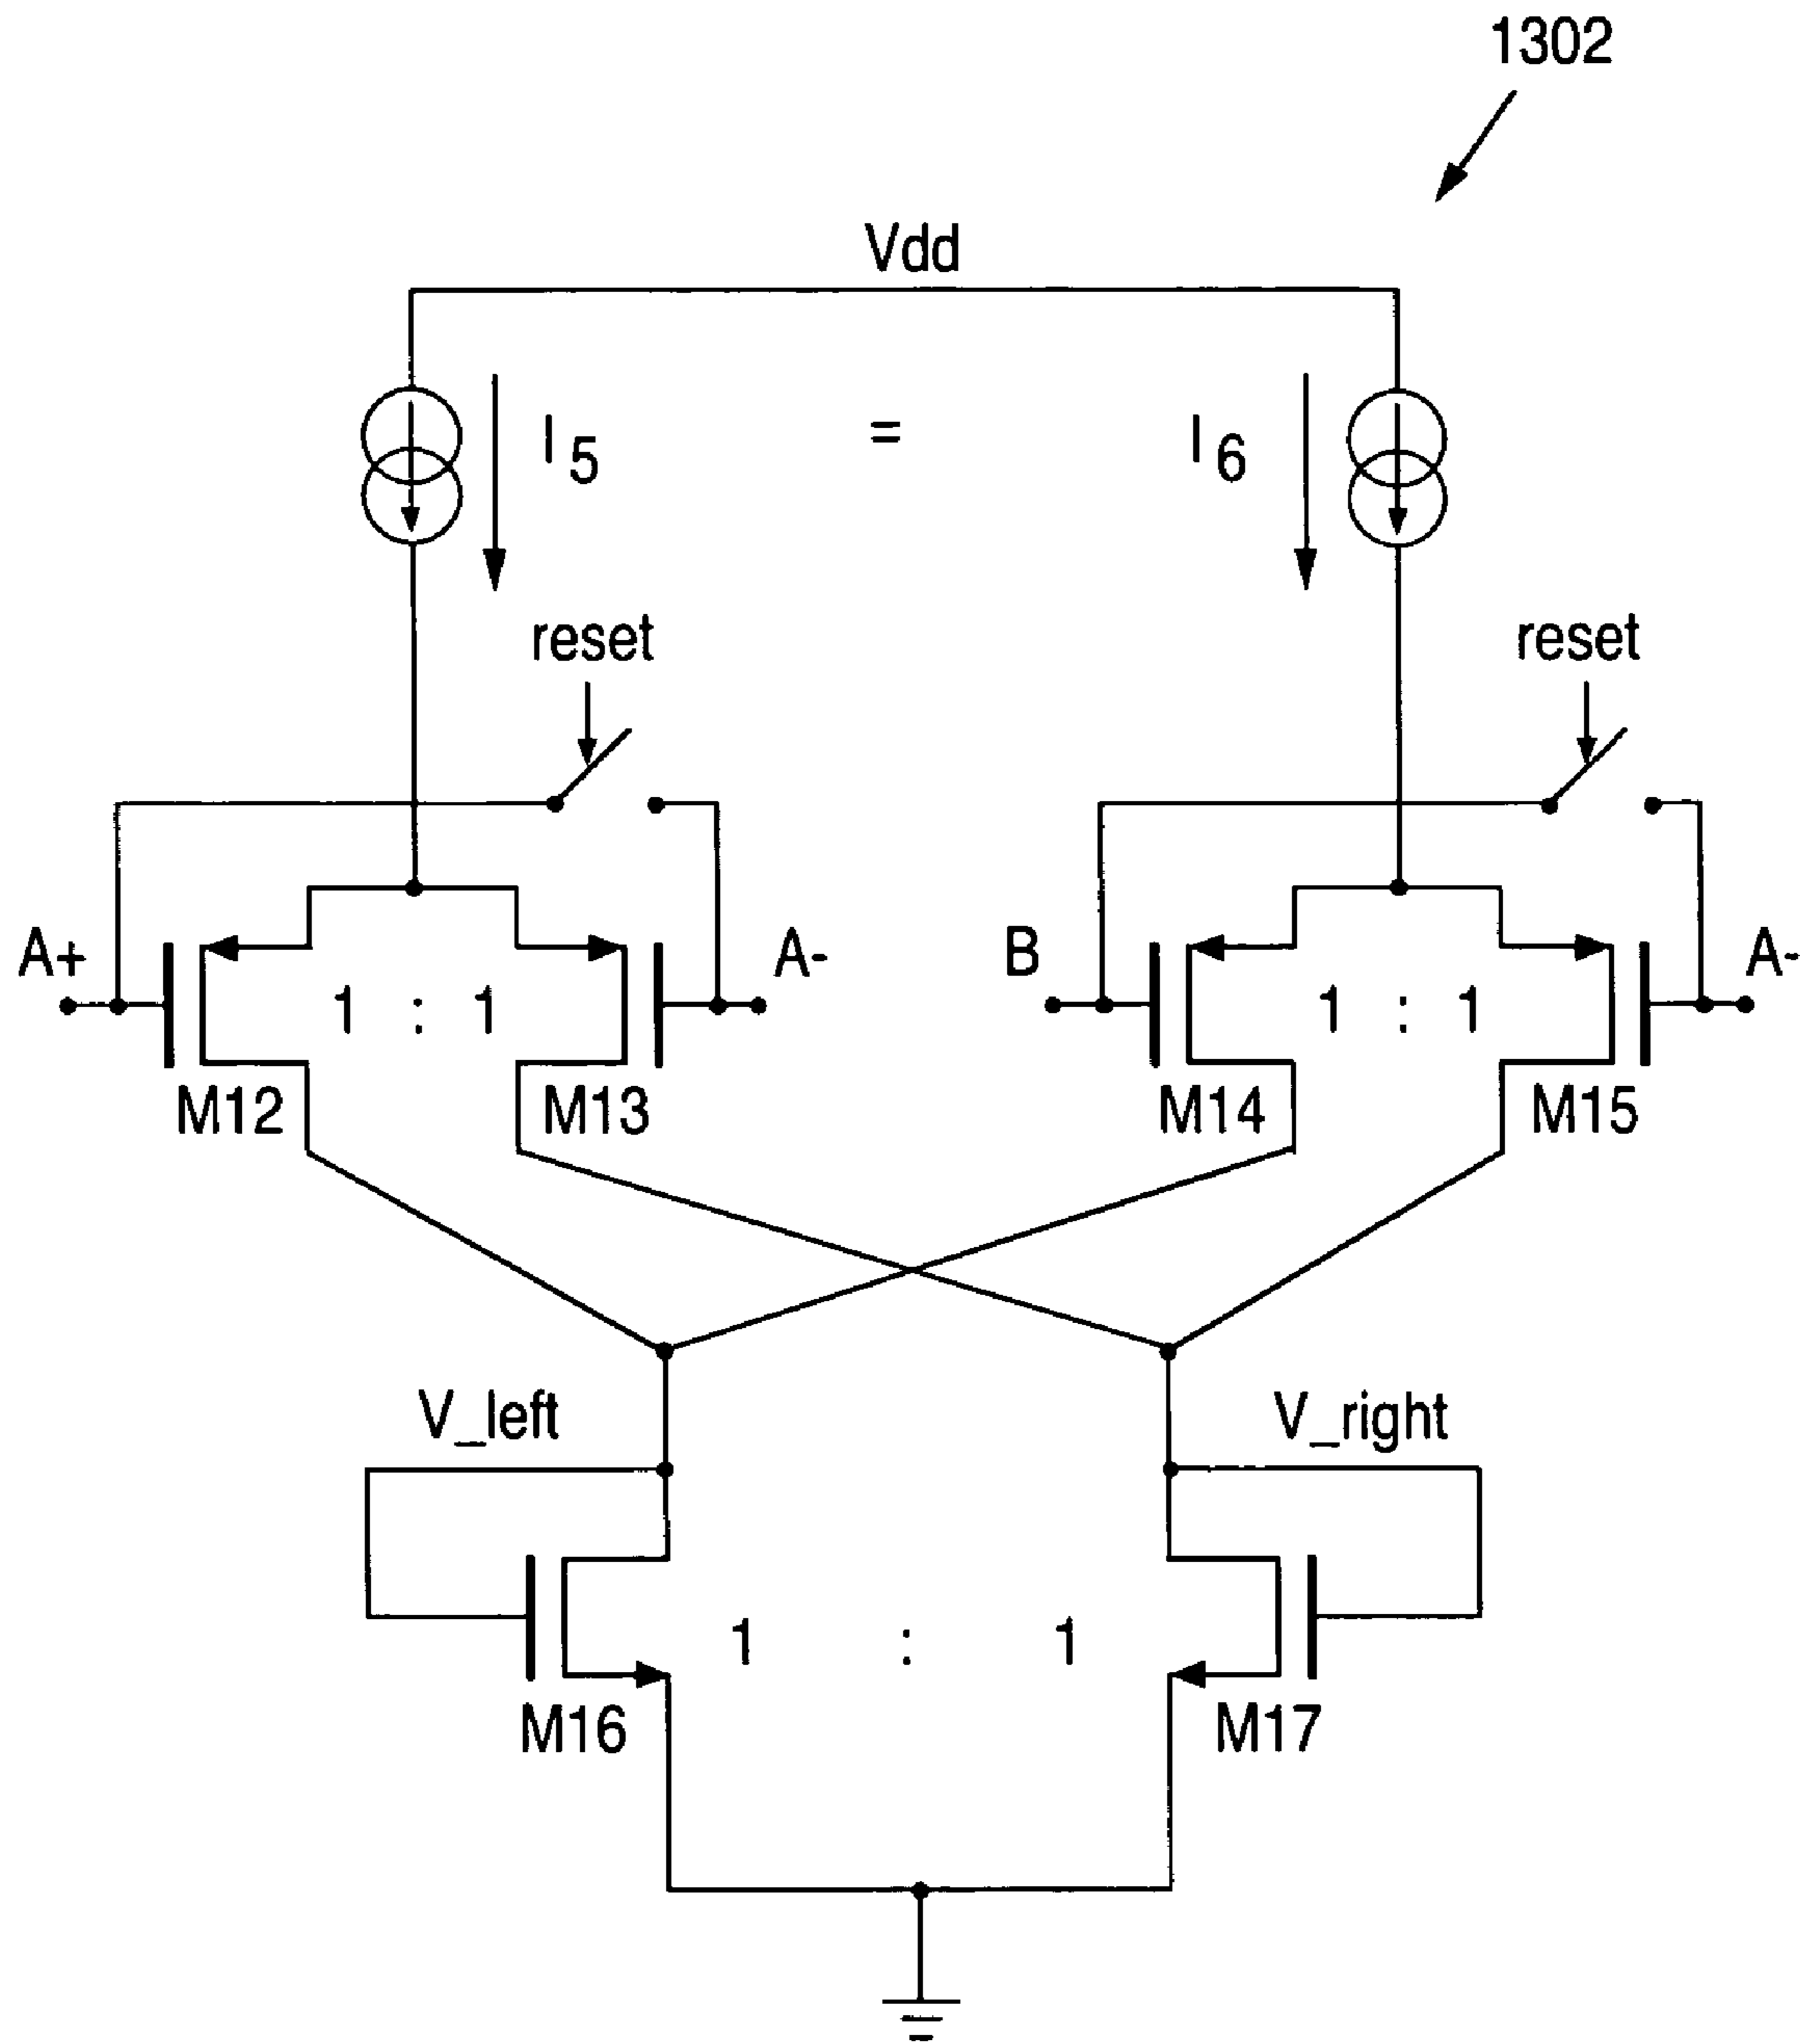 1302
Vdd
I5 = I6
reset reset
A+ A- B A-
1 : 1 1 : 1
M12 M13 M14 M15
V_left V_right
1 : 1
M16 M17